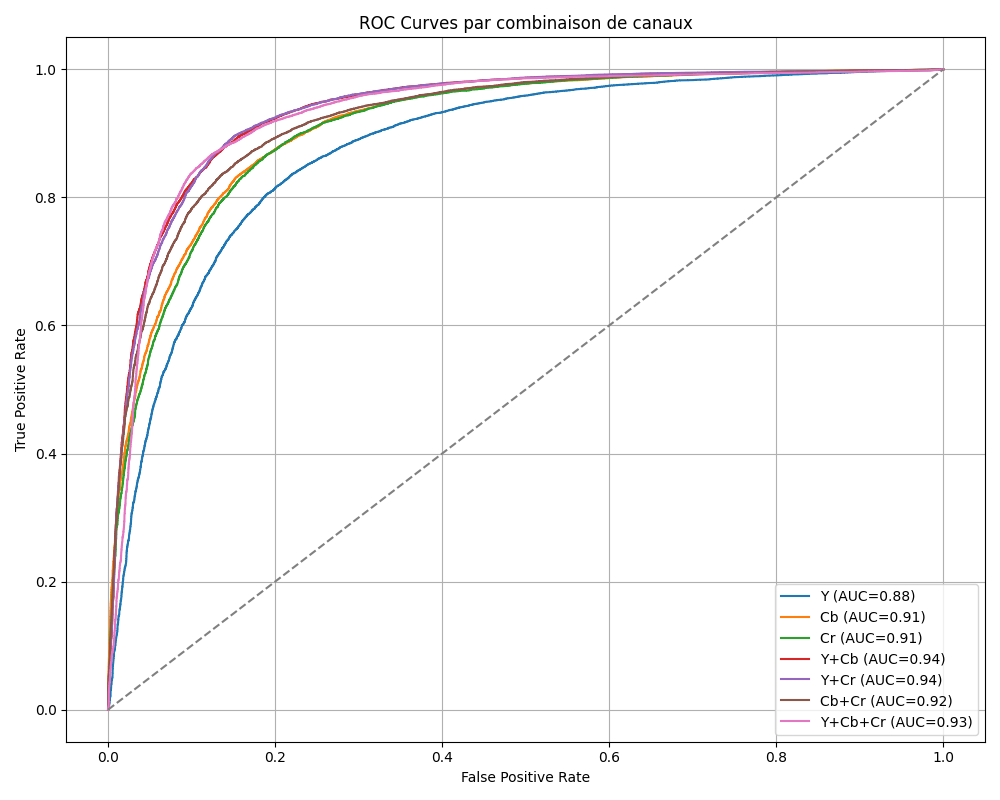 ROC Curves par combinaison de canaux
True Positive Rate
1.0
0.8
0.6
0.4
0.2
0.0
0.0 0.2 0.4 0.6 0.8 1.0
False Positive Rate
Y (AUC=0.88)
Cb (AUC=0.91)
Cr (AUC=0.91)
Y+Cb (AUC=0.94)
Y+Cr (AUC=0.94)
Cb+Cr (AUC=0.92)
Y+Cb+Cr (AUC=0.93)